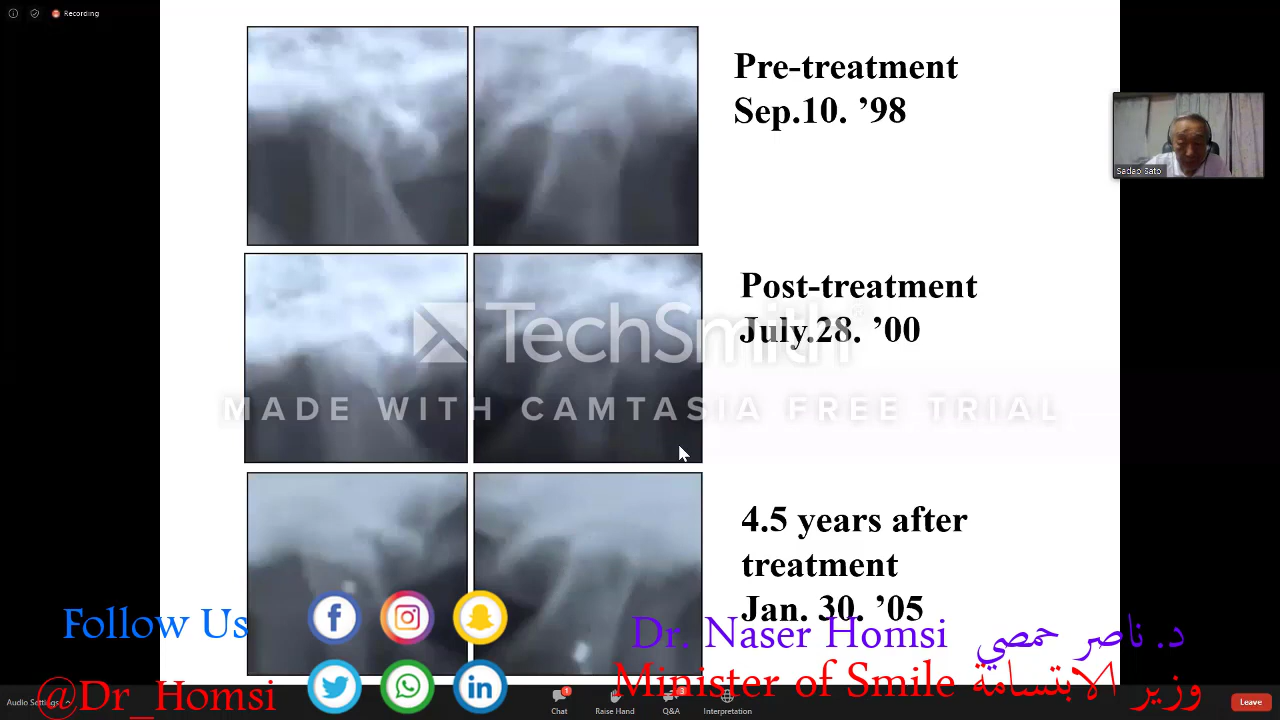 Recording
Pre-treatment
Sep.10. ’98
Sadao Sato
Post-treatment
July.28. ’00
TechSmith
MADE WITH CAMTASIA FREE TRIAL
4.5 years after
treatment
Jan. 30. ’05
Follow Us
Dr. Naser Homsi د. ناصر حمصي
@Dr_Homsi
Minister of Smile وزير الابتسامة
Audio Settings
Chat
Raise Hand
Q&A
Interpretation
Leave